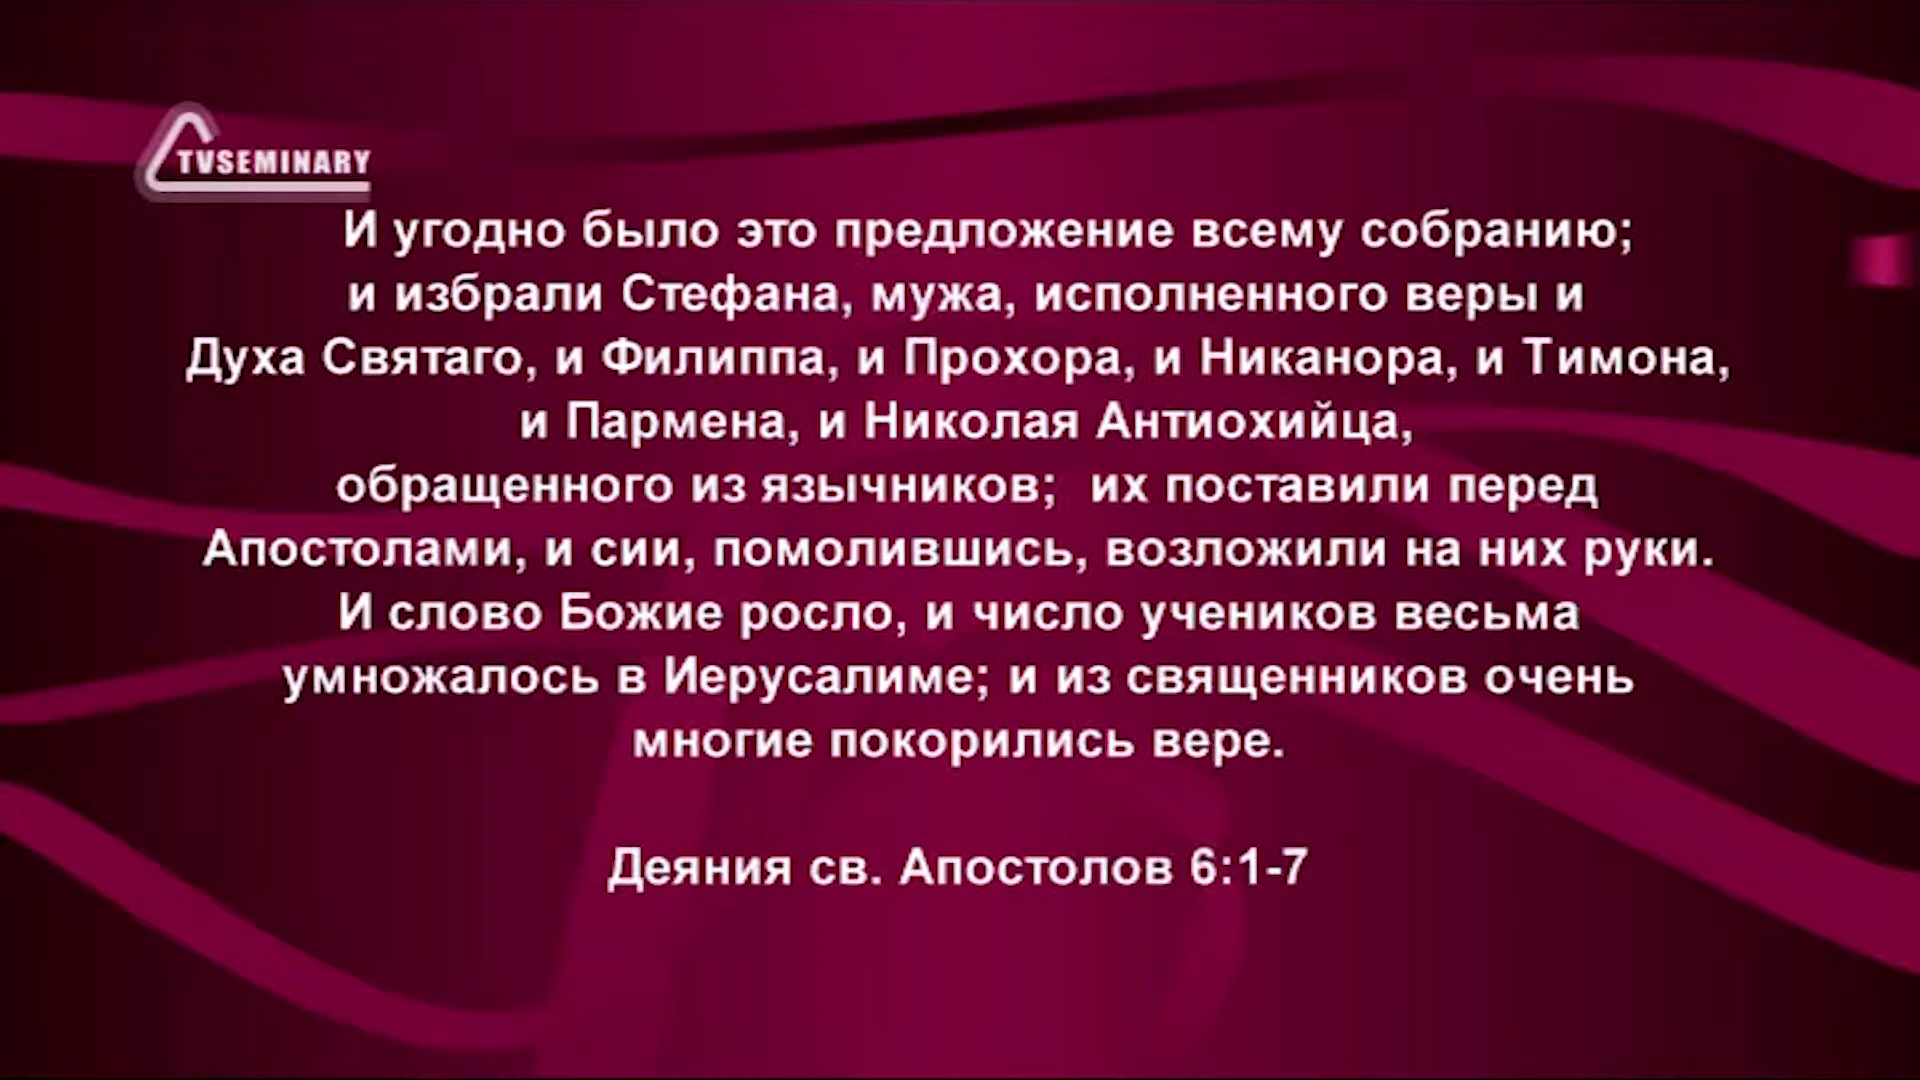 TVSEMINARY
И угодно было это предложение всему собранию;
и избрали Стефана, мужа, исполненного веры и
Духа Святаго, и Филиппа, и Прохора, и Никанора, и Тимона,
и Пармена, и Николая Антиохийца,
обращенного из язычников;  их поставили перед
Апостолами, и сии, помолившись, возложили на них руки.
И слово Божие росло, и число учеников весьма
умножалось в Иерусалиме; и из священников очень
многие покорились вере.
Деяния св. Апостолов 6:1-7